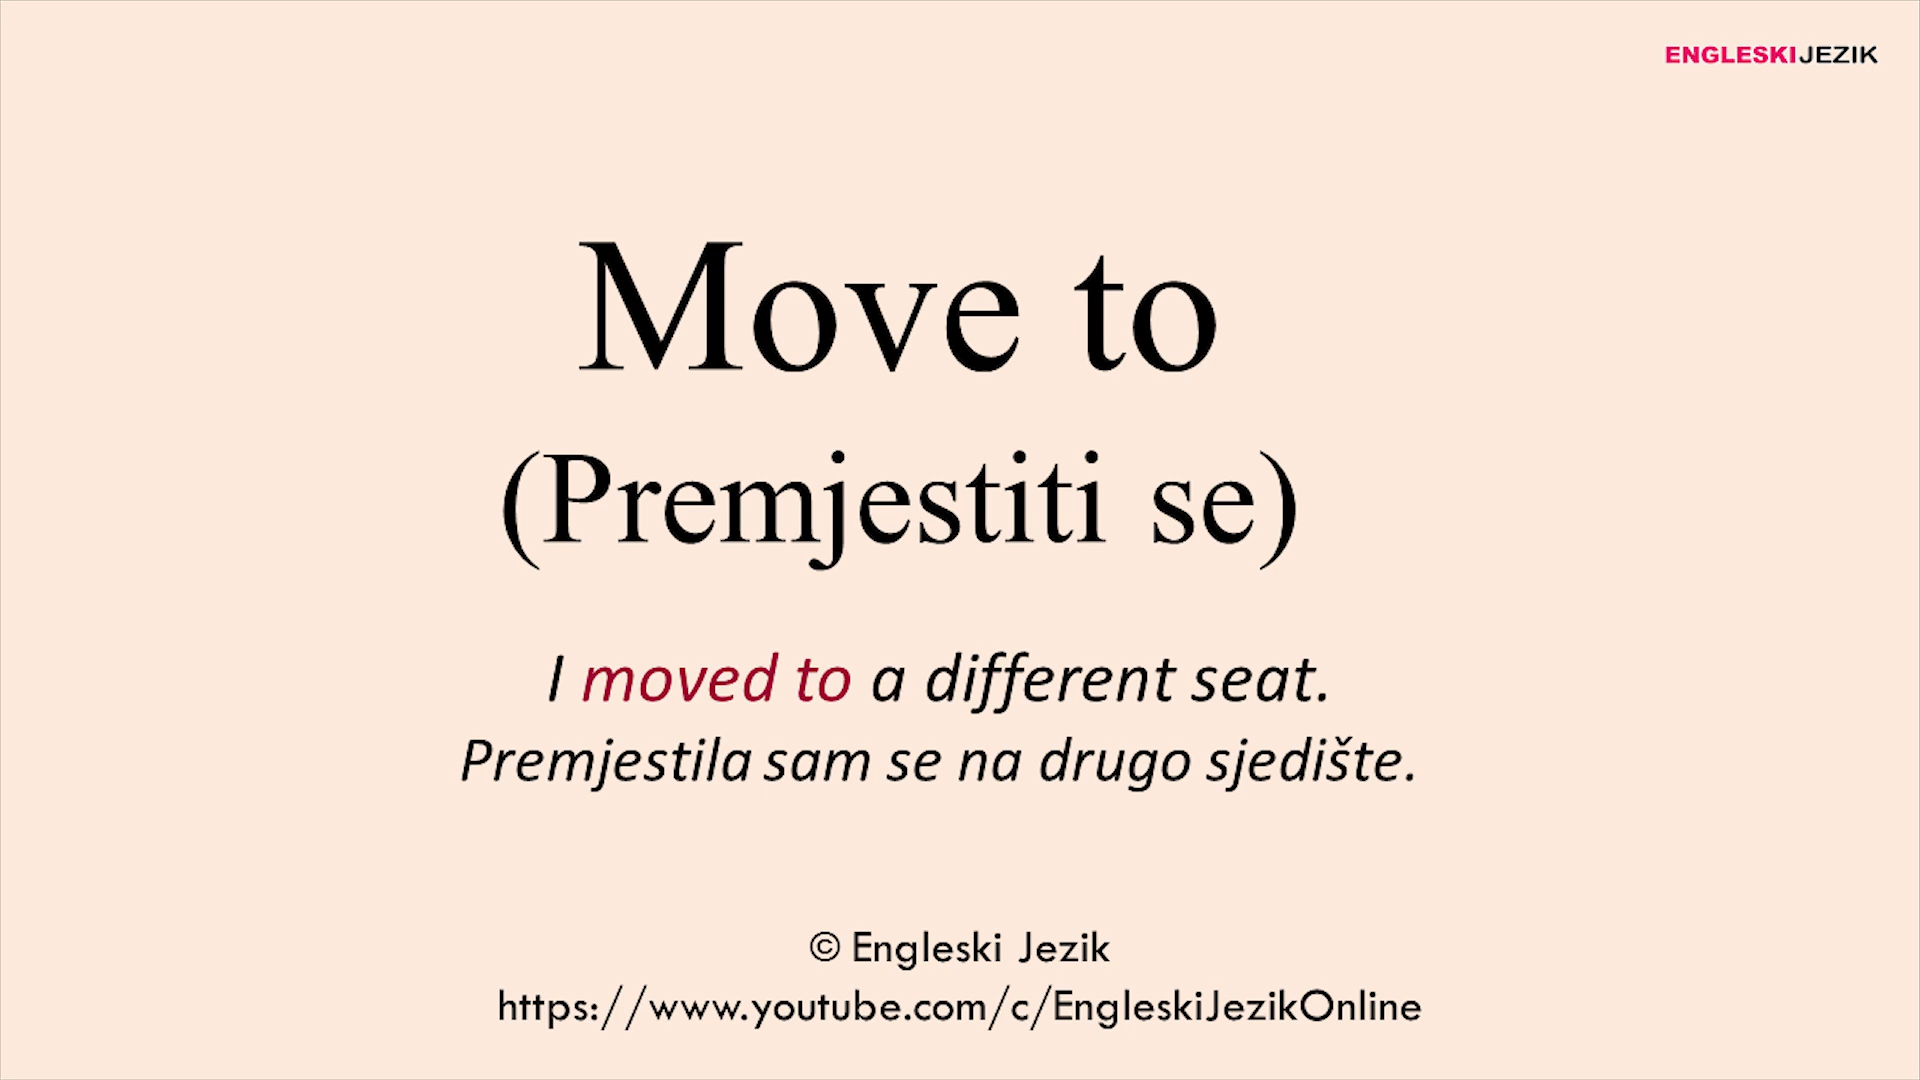 ENGLESKIJEZIK
Move to
(Premjestiti se)
I moved to a different seat.
Premjestila sam se na drugo sjedište.
© Engleski Jezik
https://www.youtube.com/c/EngleskiJezikOnline